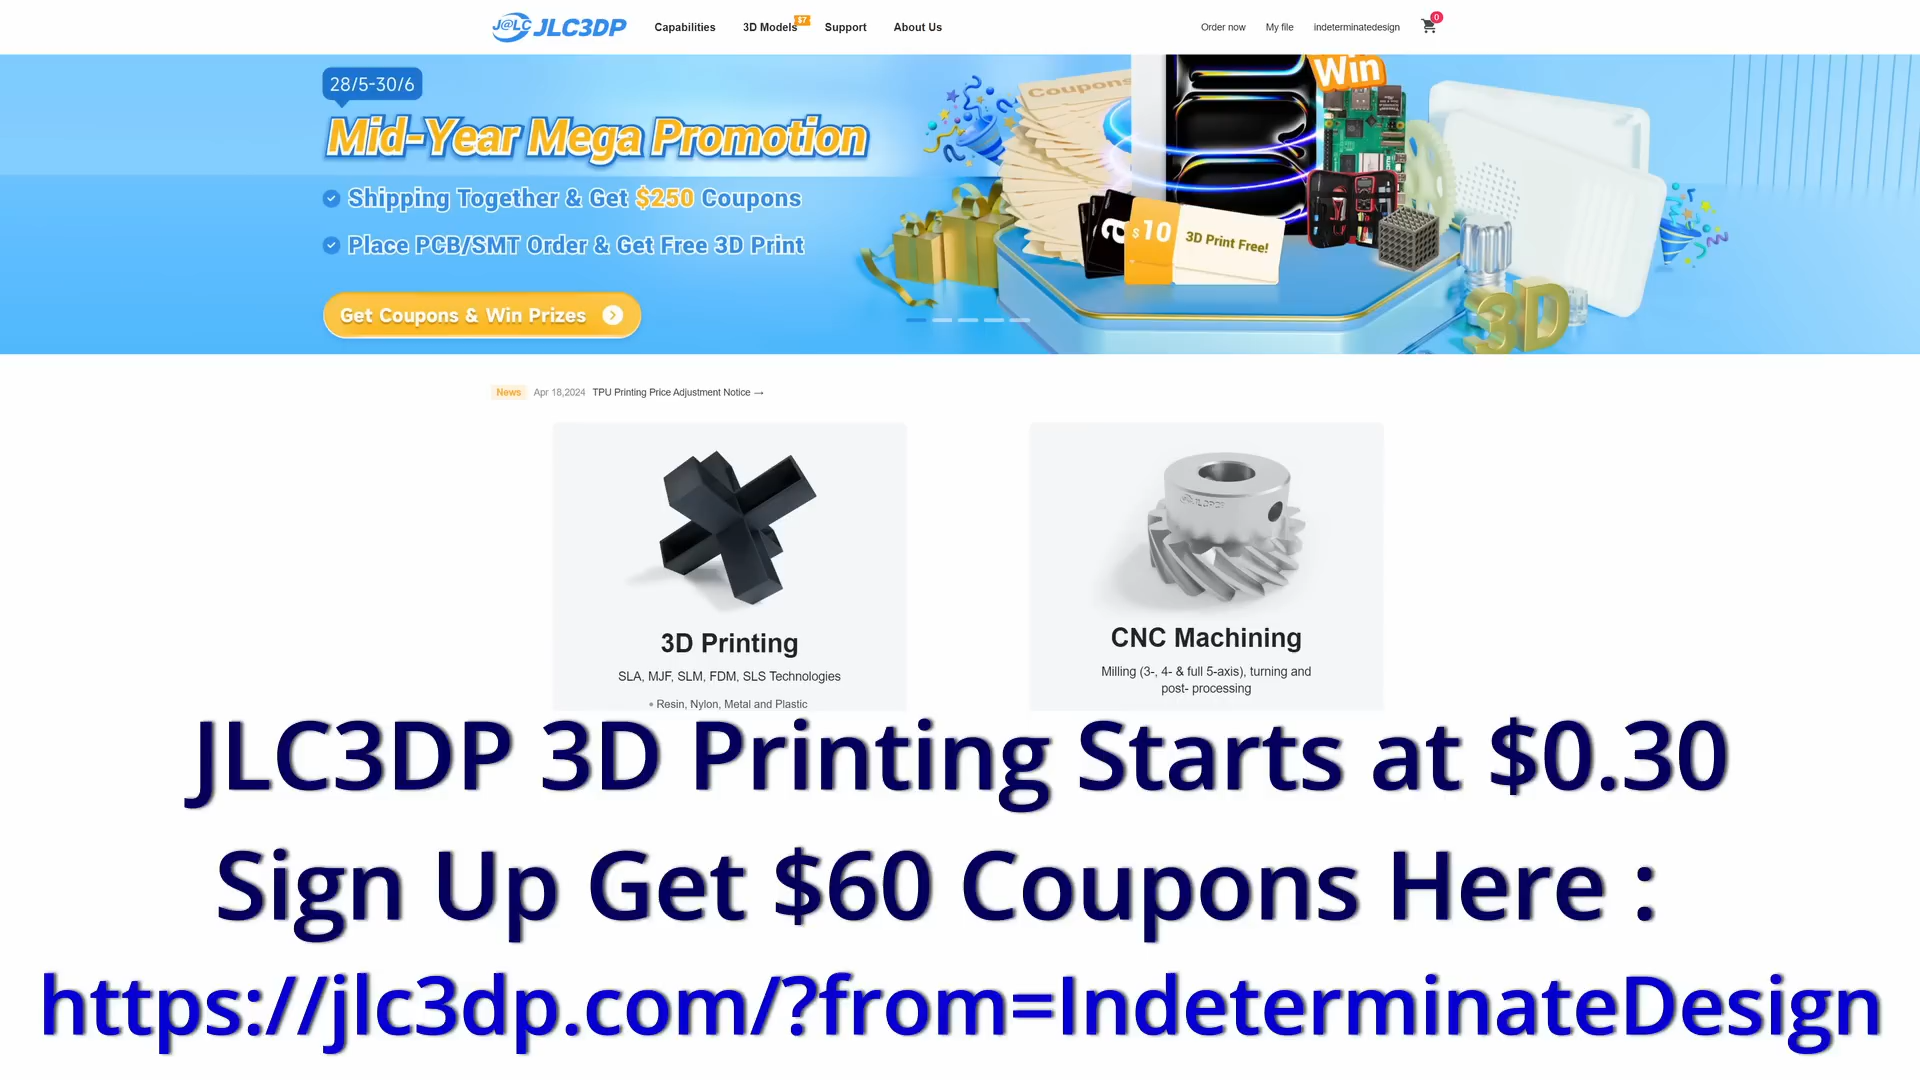 J@LC JLC3DP Capabilities 3D Models $7 Support About Us Order now My file indeterminatedesign 0
28/5-30/6
Mid-Year Mega Promotion
Shipping Together & Get $250 Coupons
Place PCB/SMT Order & Get Free 3D Print
Get Coupons & Win Prizes
Coupons
Win
a
$10 3D Print Free!
3D
News Apr 18,2024 TPU Printing Price Adjustment Notice →
3D Printing
SLA, MJF, SLM, FDM, SLS Technologies
• Resin, Nylon, Metal and Plastic
CNC Machining
Milling (3-, 4- & full 5-axis), turning and
post- processing
JLC3DP 3D Printing Starts at $0.30
Sign Up Get $60 Coupons Here :
https://jlc3dp.com/?from=IndeterminateDesign